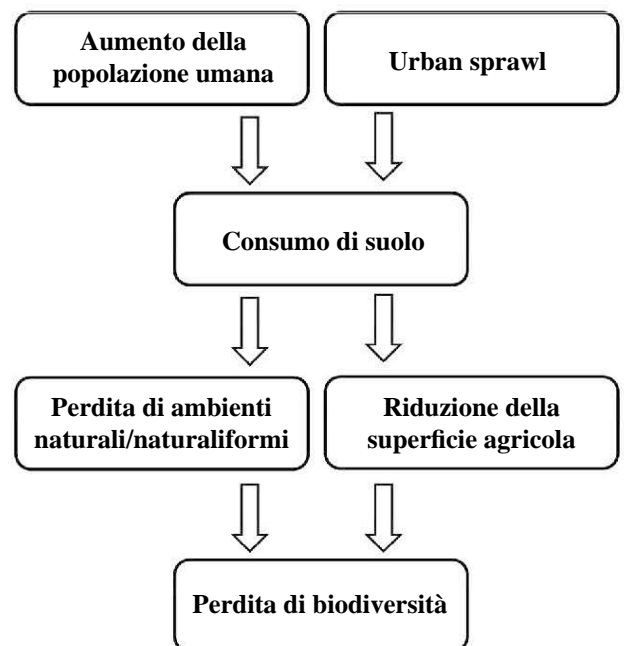 Aumento della
popolazione umana
Urban sprawl
Consumo di suolo
Perdita di ambienti
naturali/naturaliformi
Riduzione della
superficie agricola
Perdita di biodiversità